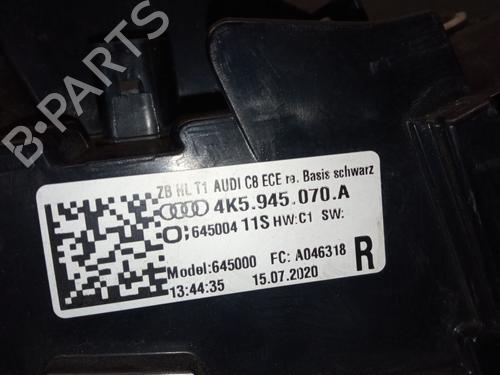 B-PARTS
ZB HL T1 AUDI C8 ECE re. Basis schwarz
4K5.945.070.A
O;645004 11S HW:C1 SW:
Model:645000 FC: A046318 R
13:44:35 15.07.2020